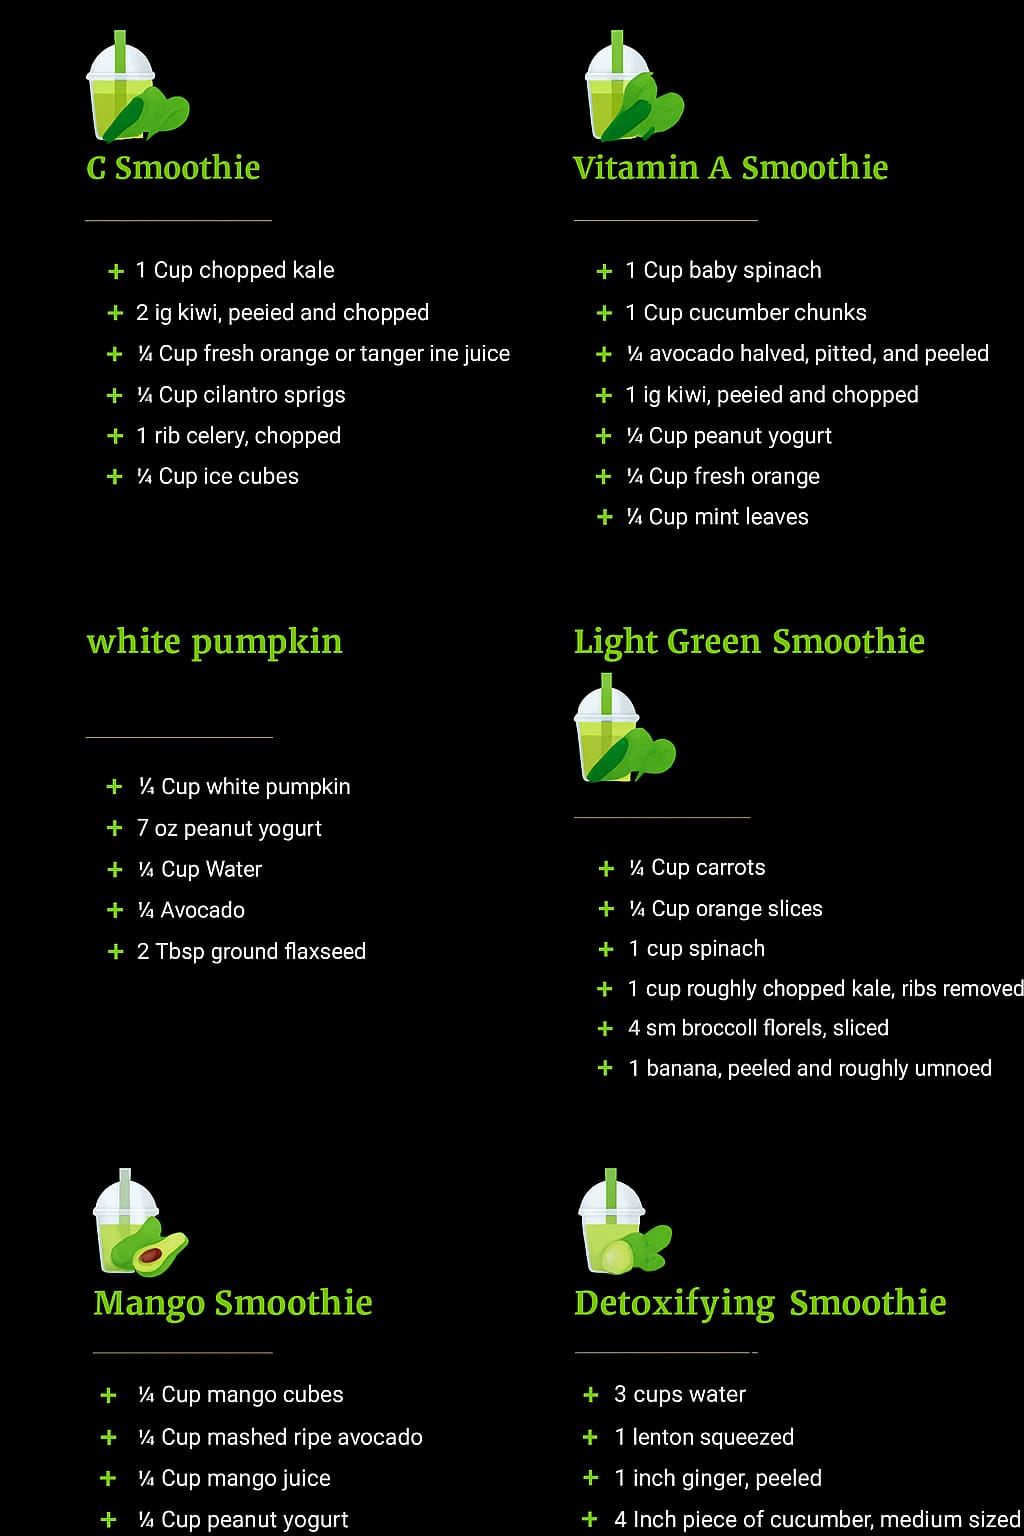 C Smoothie
1 Cup chopped kale
2 ig kiwi, peeied and chopped
¼ Cup fresh orange or tanger ine juice
¼ Cup cilantro sprigs
1 rib celery, chopped
¼ Cup ice cubes
Vitamin A Smoothie
1 Cup baby spinach
1 Cup cucumber chunks
¼ avocado halved, pitted, and peeled
1 ig kiwi, peeied and chopped
¼ Cup peanut yogurt
¼ Cup fresh orange
¼ Cup mint leaves
white pumpkin
¼ Cup white pumpkin
7 oz peanut yogurt
¼ Cup Water
¼ Avocado
2 Tbsp ground flaxseed
Light Green Smoothie
¼ Cup carrots
¼ Cup orange slices
1 cup spinach
1 cup roughly chopped kale, ribs removed
4 sm broccoll florels, sliced
1 banana, peeled and roughly umnoed
Mango Smoothie
¼ Cup mango cubes
¼ Cup mashed ripe avocado
¼ Cup mango juice
¼ Cup peanut yogurt
Detoxifying Smoothie
3 cups water
1 lenton squeezed
1 inch ginger, peeled
4 Inch piece of cucumber, medium sized